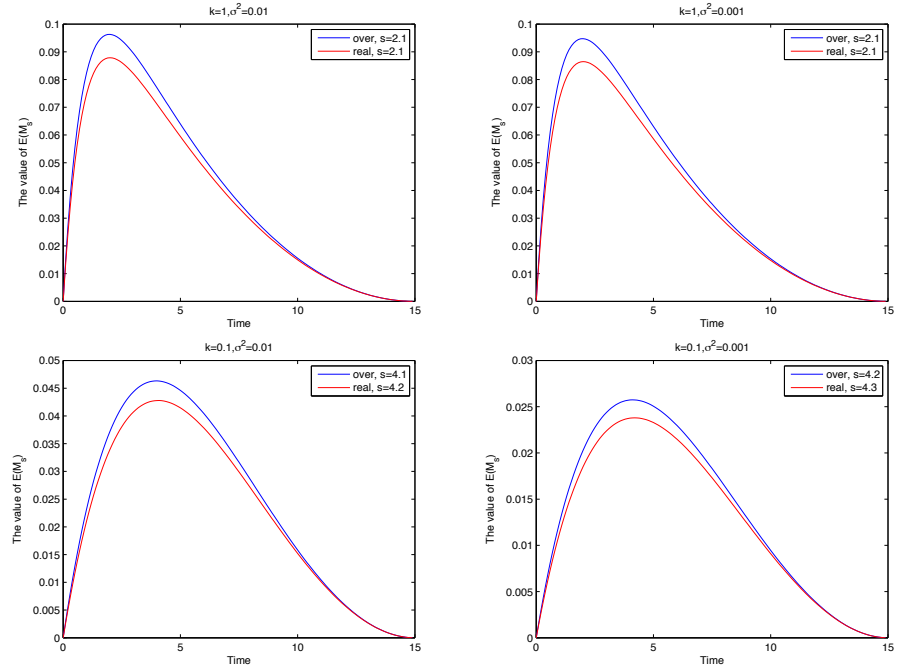 k=1,σ²=0.01
over, s=2.1
real, s=2.1
The value of E(Mₛ)
0.1
0.09
0.08
0.07
0.06
0.05
0.04
0.03
0.02
0.01
0
0 5 10 15
Time
k=1,σ²=0.001
over, s=2.1
real, s=2.1
The value of E(Mₛ)
0.1
0.09
0.08
0.07
0.06
0.05
0.04
0.03
0.02
0.01
0
0 5 10 15
Time
k=0.1,σ²=0.01
over, s=4.1
real, s=4.2
The value of E(Mₛ)
0.05
0.045
0.04
0.035
0.03
0.025
0.02
0.015
0.01
0.005
0
0 5 10 15
Time
k=0.1,σ²=0.001
over, s=4.2
real, s=4.3
The value of E(Mₛ)
0.03
0.025
0.02
0.015
0.01
0.005
0
0 5 10 15
Time